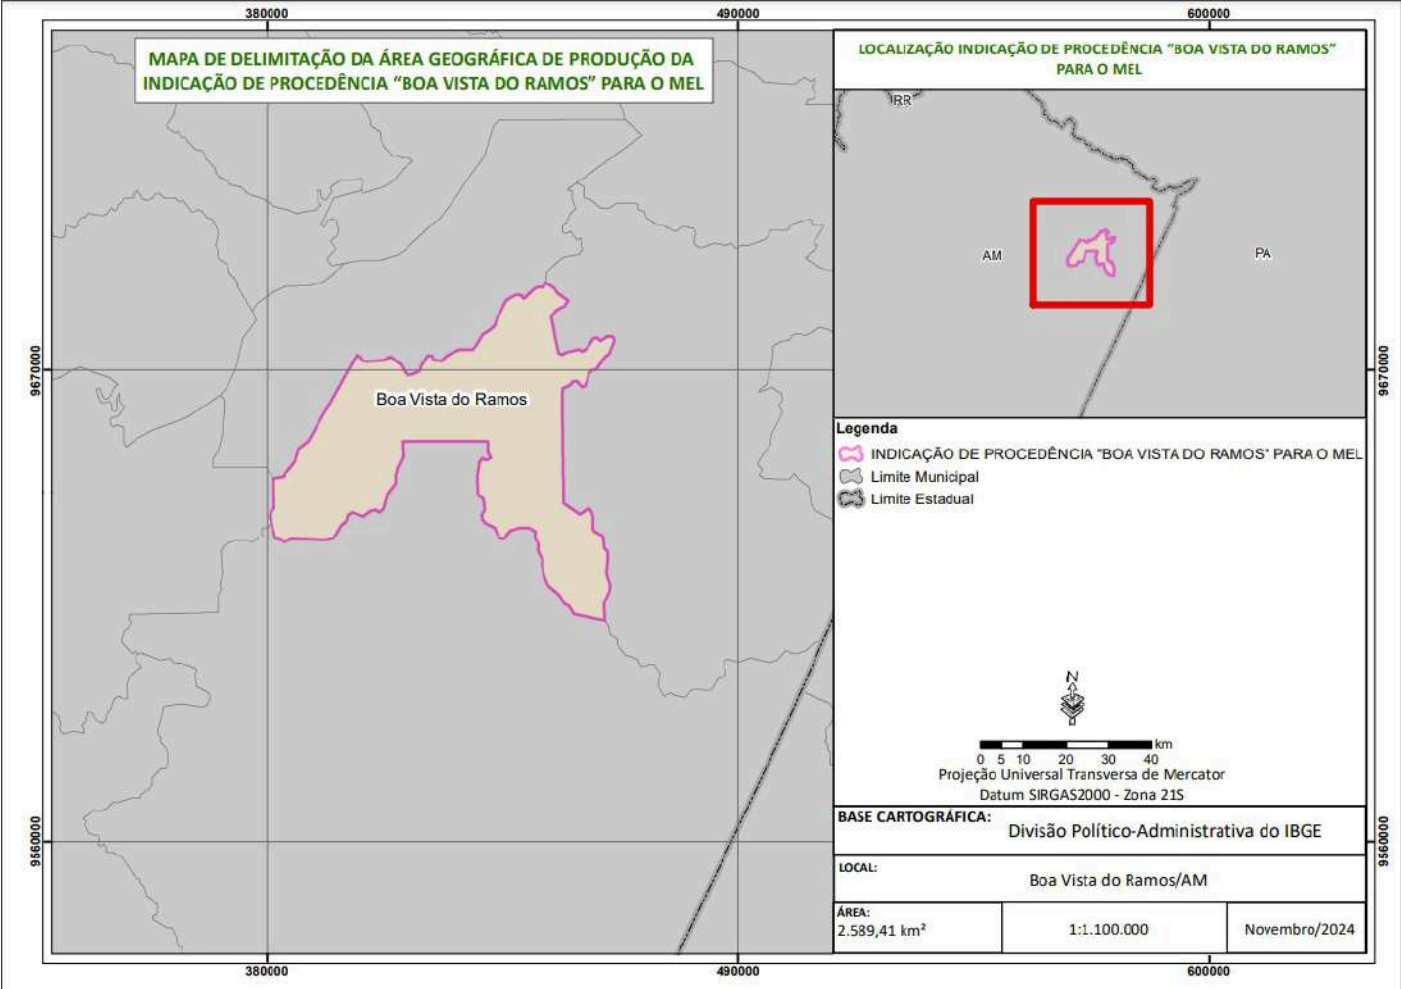 380000
490000
600000
MAPA DE DELIMITAÇÃO DA ÁREA GEOGRÁFICA DE PRODUÇÃO DA
INDICAÇÃO DE PROCEDÊNCIA “BOA VISTA DO RAMOS” PARA O MEL
LOCALIZAÇÃO INDICAÇÃO DE PROCEDÊNCIA “BOA VISTA DO RAMOS”
PARA O MEL
RR
AM
PA
9670000
9670000
Boa Vista do Ramos
Legenda
INDICAÇÃO DE PROCEDÊNCIA "BOA VISTA DO RAMOS" PARA O MEL
Limite Municipal
Limite Estadual
N
km
0 5 10 20 30 40
Projeção Universal Transversa de Mercator
Datum SIRGAS2000 - Zona 21S
BASE CARTOGRÁFICA:
Divisão Político-Administrativa do IBGE
9560000
9560000
LOCAL:
Boa Vista do Ramos/AM
ÁREA:
2.589,41 km²
1:1.100.000
Novembro/2024
380000
490000
600000